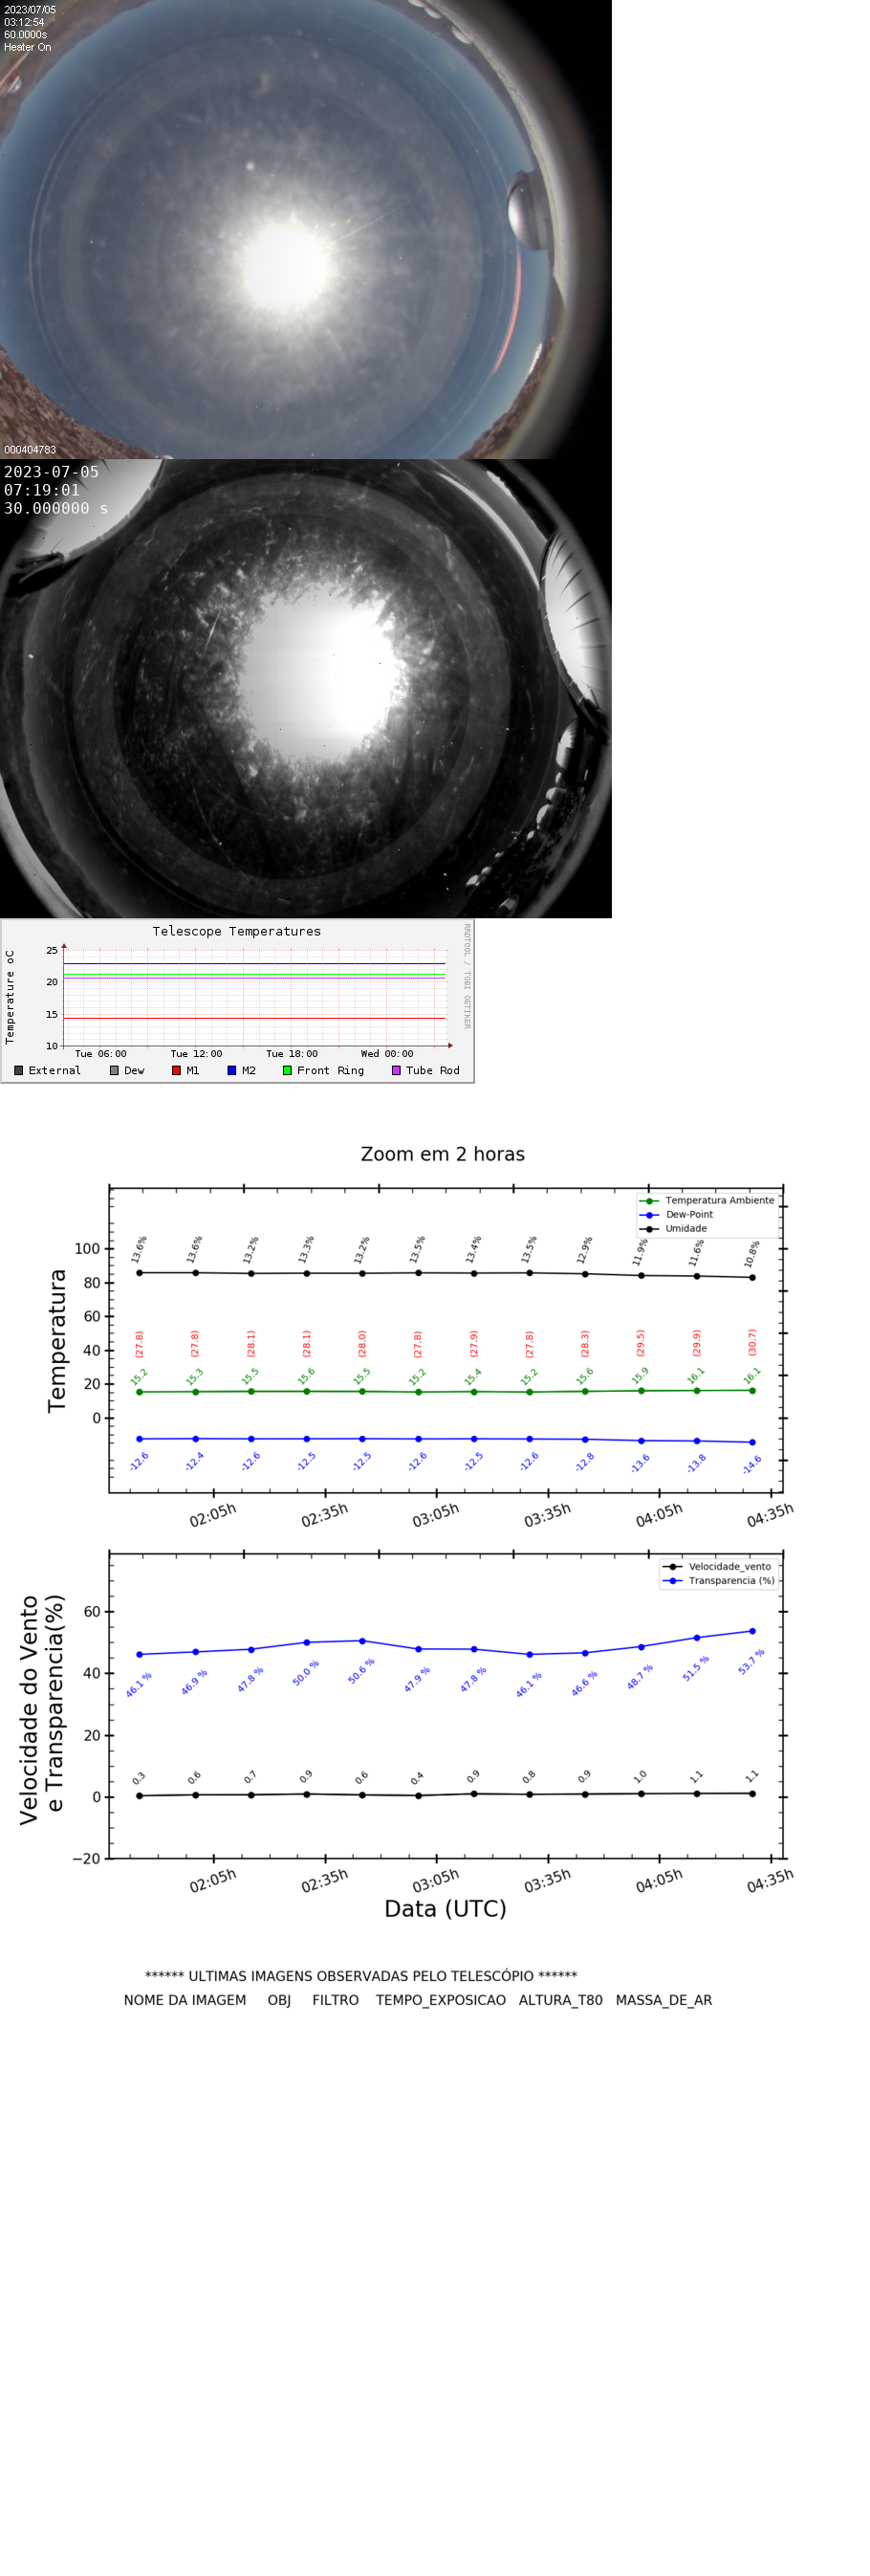 2023/07/05
03:12:54
60.0000s
Heater On
000404783
2023-07-05
07:19:01
30.000000 s
Telescope Temperatures
RRDTOOL / TOBI OETIKER
Temperature oC
25
20
15
10
Tue 06:00 Tue 12:00 Tue 18:00 Wed 00:00
External Dew M1 M2 Front Ring Tube Rod
Zoom em 2 horas
Temperatura Ambiente
Dew-Point
Umidade
Temperatura
100
80
60
40
20
0
13.6% 13.6% 13.2% 13.3% 13.2% 13.5% 13.4% 13.5% 12.9% 11.9% 11.6% 10.8%
(27.8) (27.8) (28.1) (28.1) (28.0) (27.8) (27.9) (27.8) (28.3) (29.5) (29.9) (30.7)
15.2 15.3 15.5 15.6 15.5 15.2 15.4 15.2 15.6 15.9 16.1 16.1
-12.6 -12.4 -12.6 -12.5 -12.5 -12.6 -12.5 -12.6 -12.8 -13.6 -13.8 -14.6
02:05h 02:35h 03:05h 03:35h 04:05h 04:35h
Velocidade_vento
Transparencia (%)
Velocidade do Vento
e Transparencia(%)
60
40
20
0
−20
46.1 % 46.9 % 47.8 % 50.0 % 50.6 % 47.9 % 47.8 % 46.1 % 46.6 % 48.7 % 51.5 % 53.7 %
0.3 0.6 0.7 0.9 0.6 0.4 0.9 0.8 0.9 1.0 1.1 1.1
02:05h 02:35h 03:05h 03:35h 04:05h 04:35h
Data (UTC)
****** ULTIMAS IMAGENS OBSERVADAS PELO TELESCÓPIO ******
NOME DA IMAGEM OBJ FILTRO TEMPO_EXPOSICAO ALTURA_T80 MASSA_DE_AR